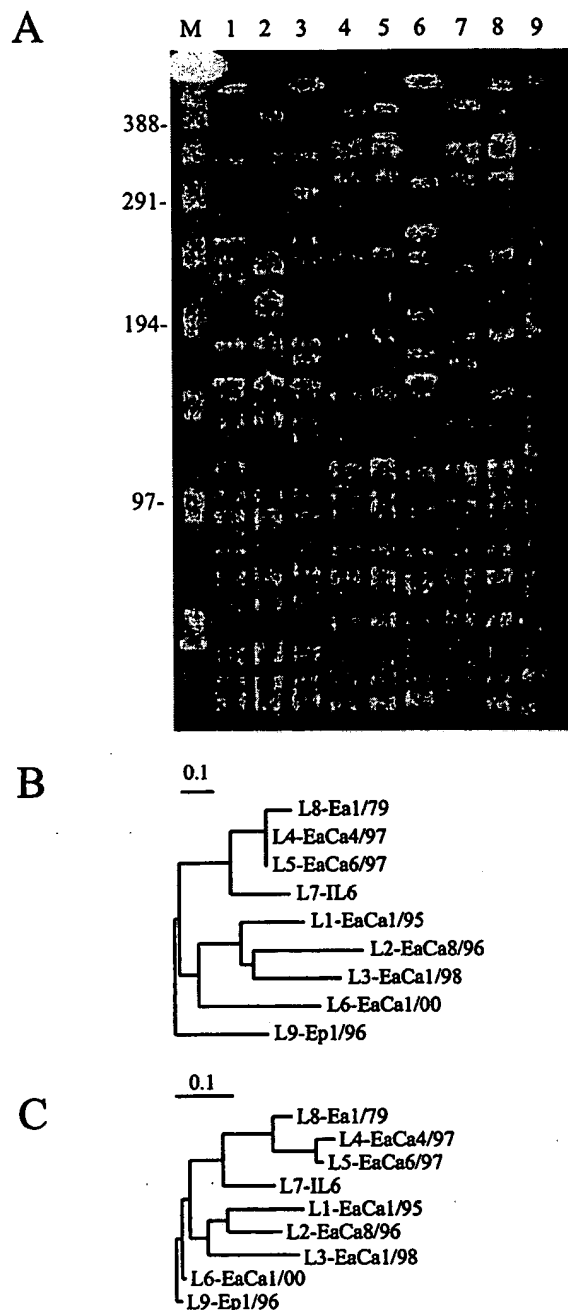 A
M 1 2 3 4 5 6 7 8 9
388-
291-
194-
97-
B
0.1
L8-Ea1/79
L4-EaCa4/97
L5-EaCa6/97
L7-IL6
L1-EaCa1/95
L2-EaCa8/96
L3-EaCa1/98
L6-EaCa1/00
L9-Ep1/96
C
0.1
L8-Ea1/79
L4-EaCa4/97
L5-EaCa6/97
L7-IL6
L1-EaCa1/95
L2-EaCa8/96
L3-EaCa1/98
L6-EaCa1/00
L9-Ep1/96